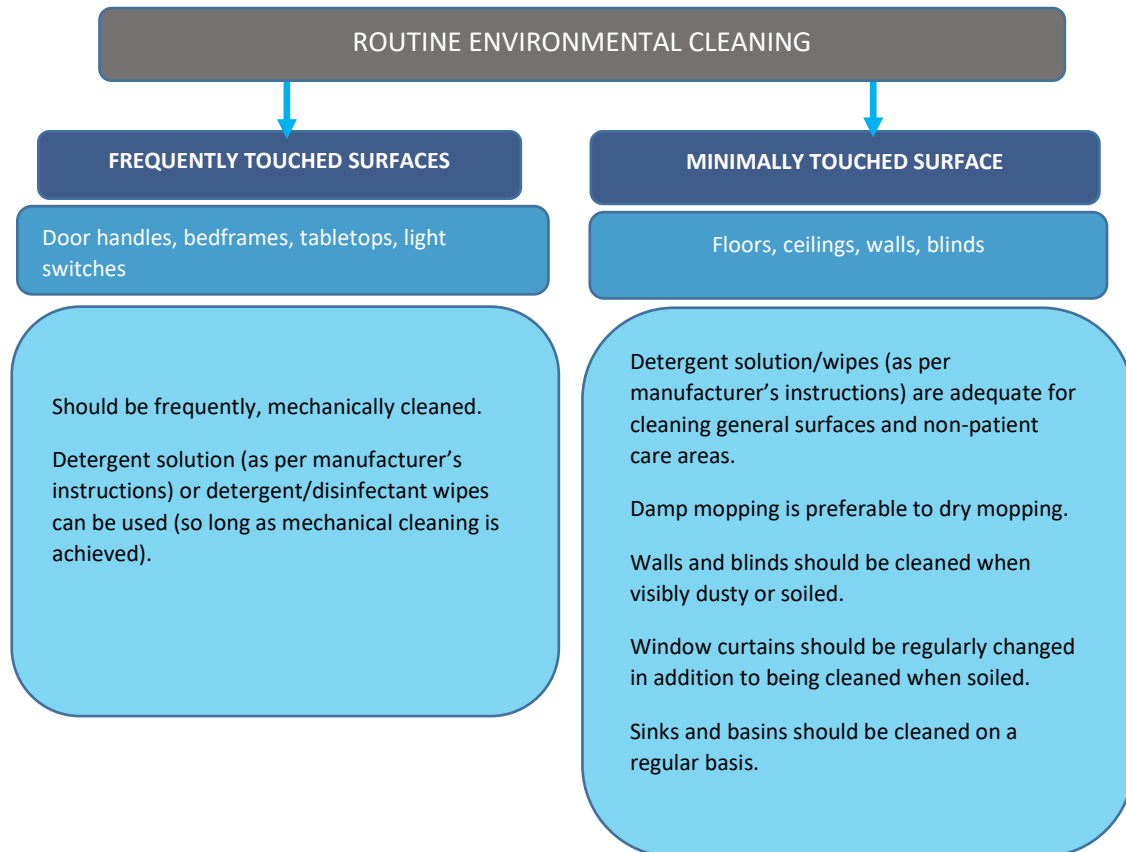 ROUTINE ENVIRONMENTAL CLEANING
FREQUENTLY TOUCHED SURFACES
Door handles, bedframes, tabletops, light
switches
Should be frequently, mechanically cleaned.
Detergent solution (as per manufacturer’s
instructions) or detergent/disinfectant wipes
can be used (so long as mechanical cleaning is
achieved).
MINIMALLY TOUCHED SURFACE
Floors, ceilings, walls, blinds
Detergent solution/wipes (as per
manufacturer’s instructions) are adequate for
cleaning general surfaces and non-patient
care areas.
Damp mopping is preferable to dry mopping.
Walls and blinds should be cleaned when
visibly dusty or soiled.
Window curtains should be regularly changed
in addition to being cleaned when soiled.
Sinks and basins should be cleaned on a
regular basis.